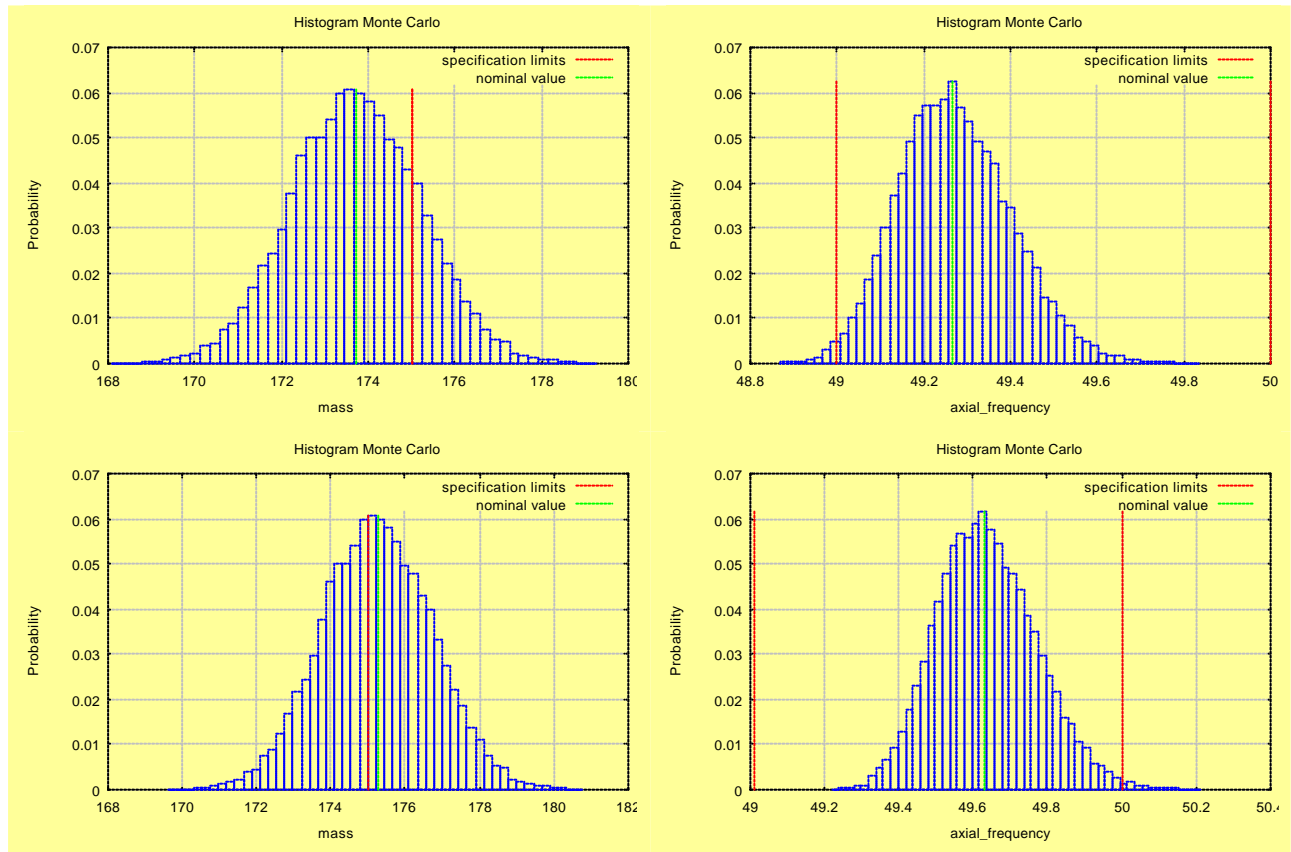 Histogram Monte Carlo
0.07
0.06
0.05
0.04
0.03
0.02
0.01
0
Probability
specification limits
nominal value
168 170 172 174 176 178 180
mass
Histogram Monte Carlo
0.07
0.06
0.05
0.04
0.03
0.02
0.01
0
Probability
specification limits
nominal value
48.8 49 49.2 49.4 49.6 49.8 50
axial_frequency
Histogram Monte Carlo
0.07
0.06
0.05
0.04
0.03
0.02
0.01
0
Probability
specification limits
nominal value
168 170 172 174 176 178 180 182
mass
Histogram Monte Carlo
0.07
0.06
0.05
0.04
0.03
0.02
0.01
0
Probability
specification limits
nominal value
49 49.2 49.4 49.6 49.8 50 50.2 50.4
axial_frequency